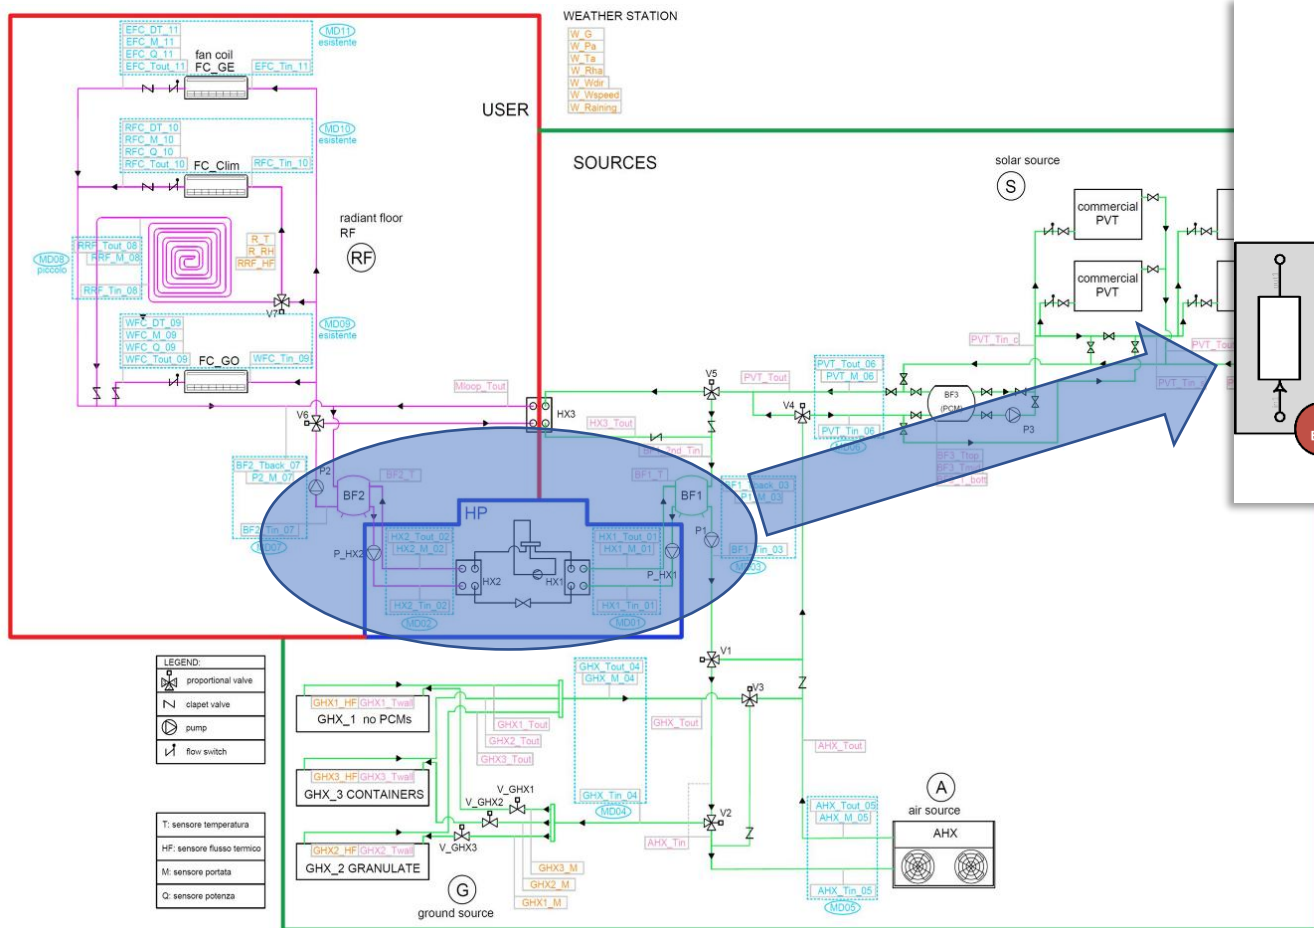 WEATHER STATION
W_G
W_Pa
W_Ta
W_Rha
W_Wdir
W_Wspeed
W_Raining
USER
EFC_DT_11
EFC_M_11
EFC_Q_11
EFC_Tout_11
fan coil
FC_GE
EFC_Tin_11
MD11
esistente
RFC_DT_10
RFC_M_10
RFC_Q_10
RFC_Tout_10
FC_Clim
RFC_Tin_10
MD10
esistente
radiant floor
RF
RF
RRF_Tout_08
RRF_M_08
RRF_Tin_08
MD08
piccolo
R_T
R_RH
RRF_HF
V7
WFC_DT_09
WFC_M_09
WFC_Q_09
WFC_Tout_09
FC_GO
WFC_Tin_09
MD09
esistente
Mloop_Tout
V6
HX3
SOURCES
solar source
S
commercial
PVT
commercial
PVT
PVT_Tin_c
V5
PVT_Tout
PVT_Tout_06
PVT_M_06
V4
PVT_Tin_06
BF3
(PCM)
P3
HX3_Tout
BF2_Tback_07
P2_M_07
BF2_Tin_07
MD07
P2
BF2
BF2_T
P_HX2
HP
HX2_Tout_02
HX2_M_02
HX2_Tin_02
MD02
HX2
HX1
HX1_Tout_01
HX1_M_01
HX1_Tin_01
MD01
BF1_T
BF1
P_HX1
P1
V1
V3
LEGEND:
proportional valve
clapet valve
pump
flow switch
T: sensore temperatura
HF: sensore flusso termico
M: sensore portata
Q: sensore potenza
GHX1_HF
GHX1_Twall
GHX_1 no PCMs
GHX3_HF
GHX3_Twall
GHX_3 CONTAINERS
GHX2_HF
GHX2_Twall
GHX_2 GRANULATE
GHX1_Tout
GHX2_Tout
GHX3_Tout
GHX_Tout_04
GHX_M_04
GHX_Tin_04
MD04
GHX_Tout
V_GHX1
V_GHX2
V_GHX3
GHX3_M
GHX2_M
GHX1_M
G
ground source
V2
AHX_Tin
AHX_Tout
AHX_Tout_05
AHX_M_05
AHX_Tin_05
MD05
A
air source
AHX